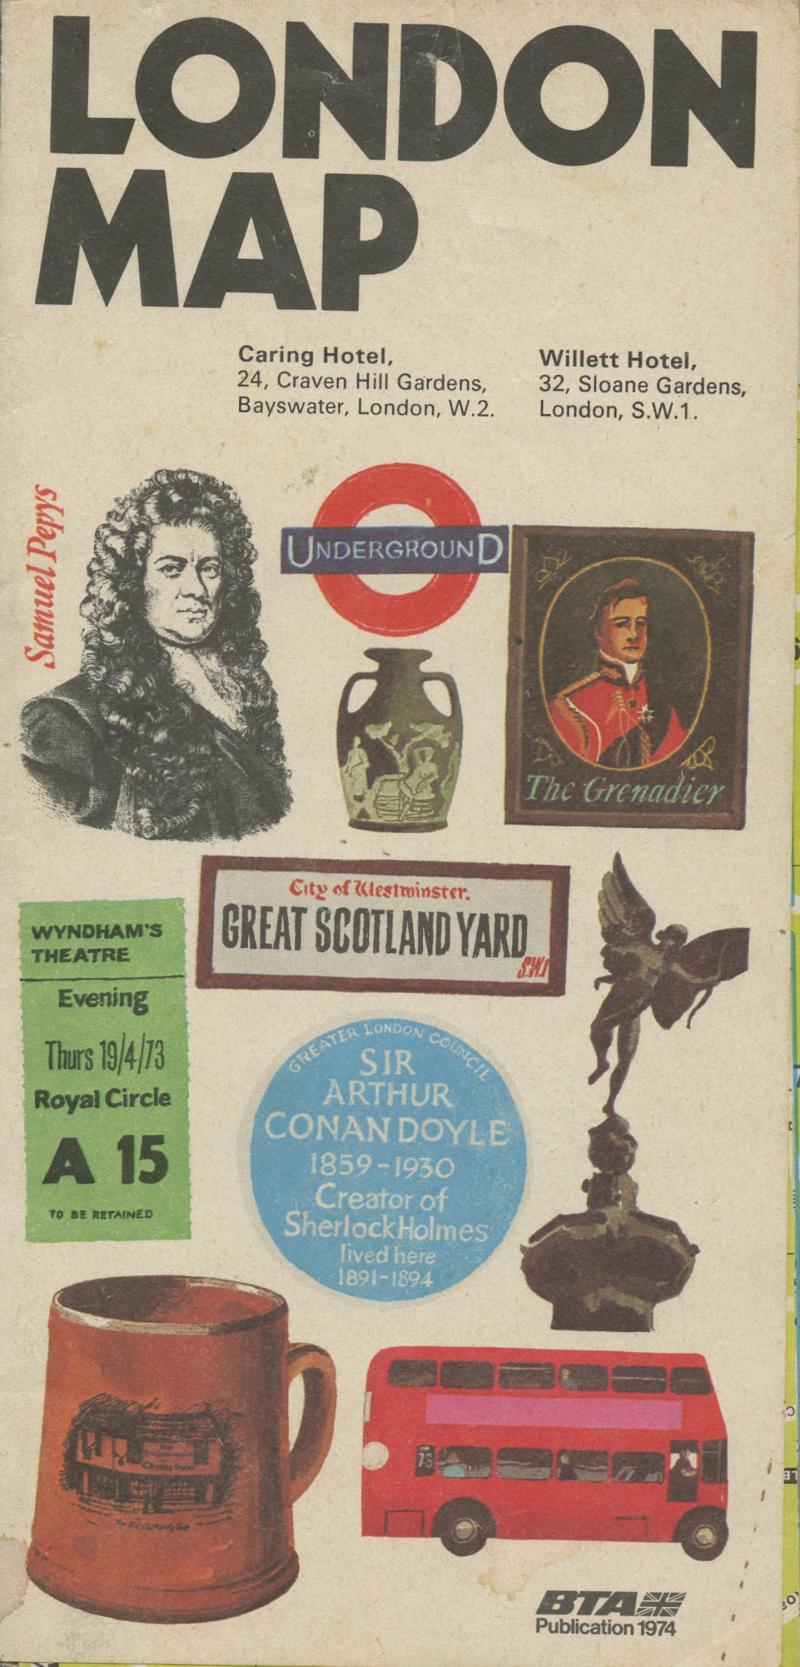 LONDON
MAP
Caring Hotel,
24, Craven Hill Gardens,
Bayswater, London, W.2.
Willett Hotel,
32, Sloane Gardens,
London, S.W.1.
Samuel Pepys
UNDERGROUND
The Grenadier
City of Westminster.
GREAT SCOTLAND YARD
S.W.1
WYNDHAM'S
THEATRE
Evening
Thurs 19/4/73
Royal Circle
A 15
TO BE RETAINED
GREATER LONDON COUNCIL
SIR
ARTHUR
CONAN DOYLE
1859-1930
Creator of
Sherlock Holmes
lived here
1891-1894
73
BTA
Publication 1974